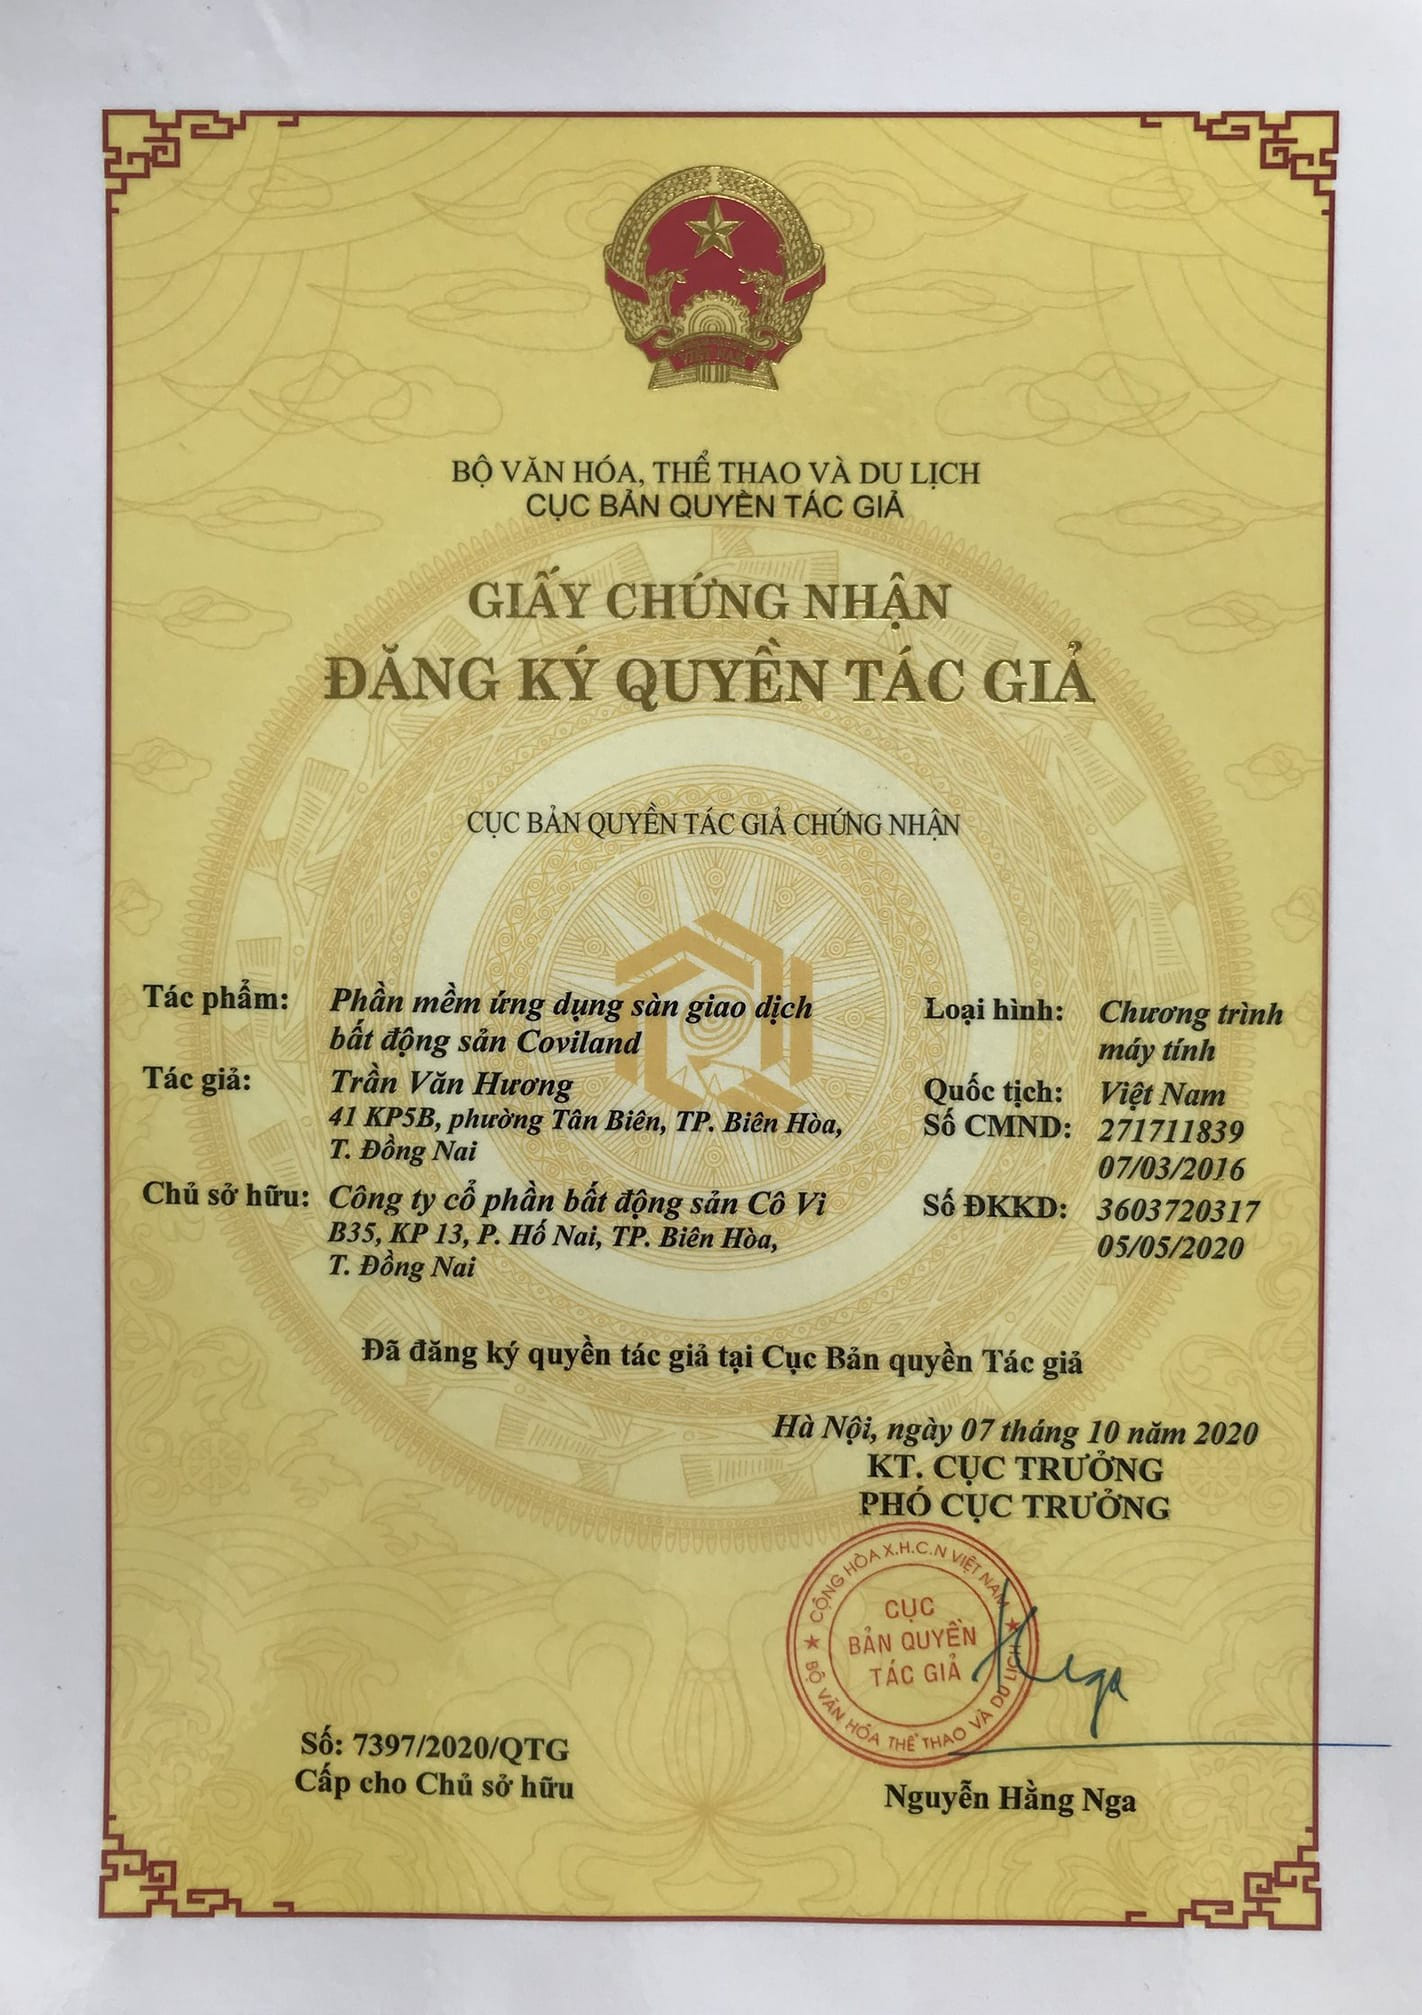 VIỆT NAM
BỘ VĂN HÓA, THỂ THAO VÀ DU LỊCH
CỤC BẢN QUYỀN TÁC GIẢ
GIẤY CHỨNG NHẬN
ĐĂNG KÝ QUYỀN TÁC GIẢ
CỤC BẢN QUYỀN TÁC GIẢ CHỨNG NHẬN
Tác phẩm: Phần mềm ứng dụng sàn giao dịch Loại hình: Chương trình
bất động sản Coviland máy tính
Tác giả: Trần Văn Hương Quốc tịch: Việt Nam
41 KP5B, phường Tân Biên, TP. Biên Hòa, Số CMND: 271711839
T. Đồng Nai 07/03/2016
Chủ sở hữu: Công ty cổ phần bất động sản Cô Vi Số ĐKKD: 3603720317
B35, KP 13, P. Hố Nai, TP. Biên Hòa, 05/05/2020
T. Đồng Nai
Đã đăng ký quyền tác giả tại Cục Bản quyền Tác giả
Hà Nội, ngày 07 tháng 10 năm 2020
KT. CỤC TRƯỞNG
PHÓ CỤC TRƯỞNG
CỘNG HÒA X.H.C.N VIỆT NAM
CỤC
BẢN QUYỀN
TÁC GIẢ
BỘ VĂN HÓA THỂ THAO VÀ DU LỊCH
Nga
Số: 7397/2020/QTG
Cấp cho Chủ sở hữu
Nguyễn Hằng Nga